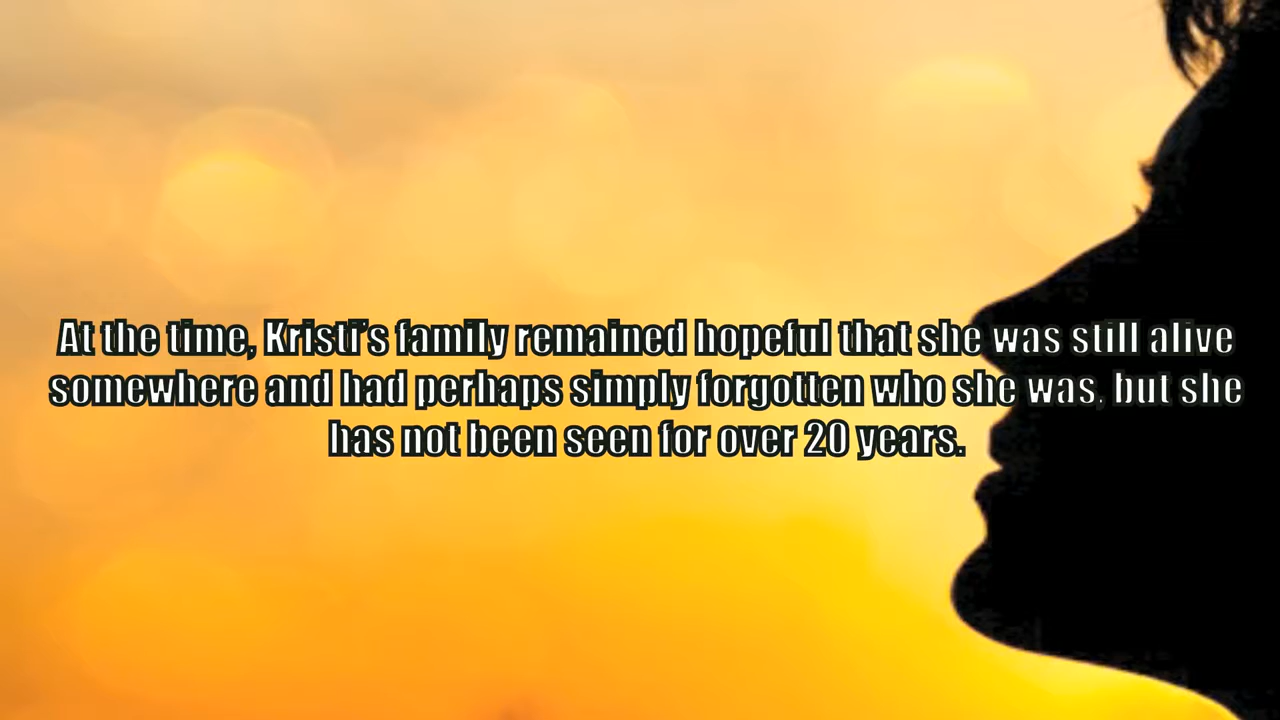 At the time, Kristi's family remained hopeful that she was still alive
somewhere and had perhaps simply forgotten who she was, but she
has not been seen for over 20 years.